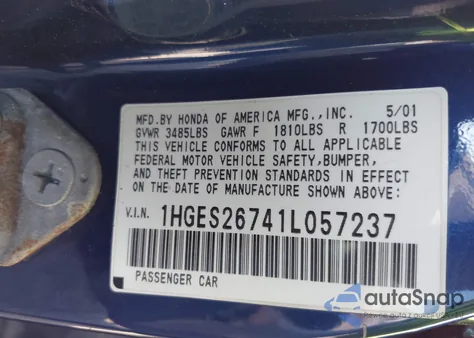 MFD.BY HONDA OF AMERICA MFG.,INC. 5/01
GVWR 3485LBS GAWR F 1810LBS R 1700LBS
THIS VEHICLE CONFORMS TO ALL APPLICABLE
FEDERAL MOTOR VEHICLE SAFETY,BUMPER,
AND THEFT PREVENTION STANDARDS IN EFFECT
ON THE DATE OF MANUFACTURE SHOWN ABOVE:
V.I.N. 1HGES26741L057237
PASSENGER CAR
autoSnap